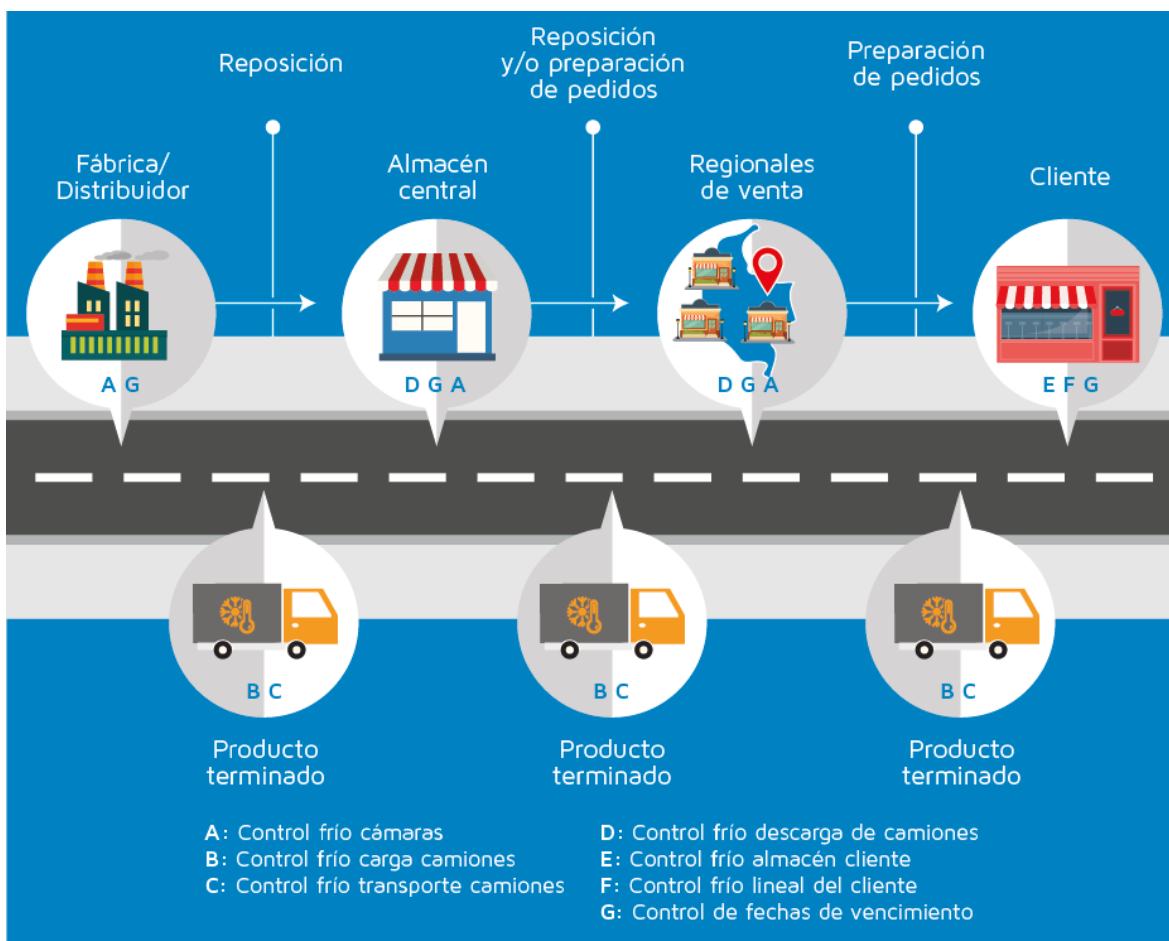 Reposición
Reposición
y/o preparación
de pedidos
Preparación
de pedidos
Fábrica/
Distribuidor
Almacén
central
Regionales
de venta
Cliente
A G
D G A
D G A
E F G
B C
B C
B C
Producto
terminado
Producto
terminado
Producto
terminado
A: Control frío cámaras
B: Control frío carga camiones
C: Control frío transporte camiones
D: Control frío descarga de camiones
E: Control frío almacén cliente
F: Control frío lineal del cliente
G: Control de fechas de vencimiento